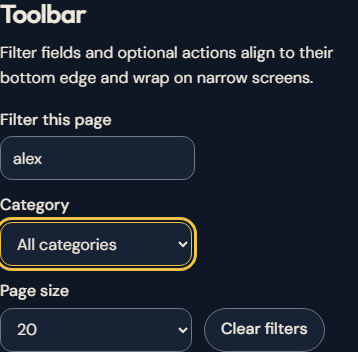 Toolbar
Filter fields and optional actions align to their
bottom edge and wrap on narrow screens.
Filter this page
alex
Category
All categories
Page size
20
Clear filters